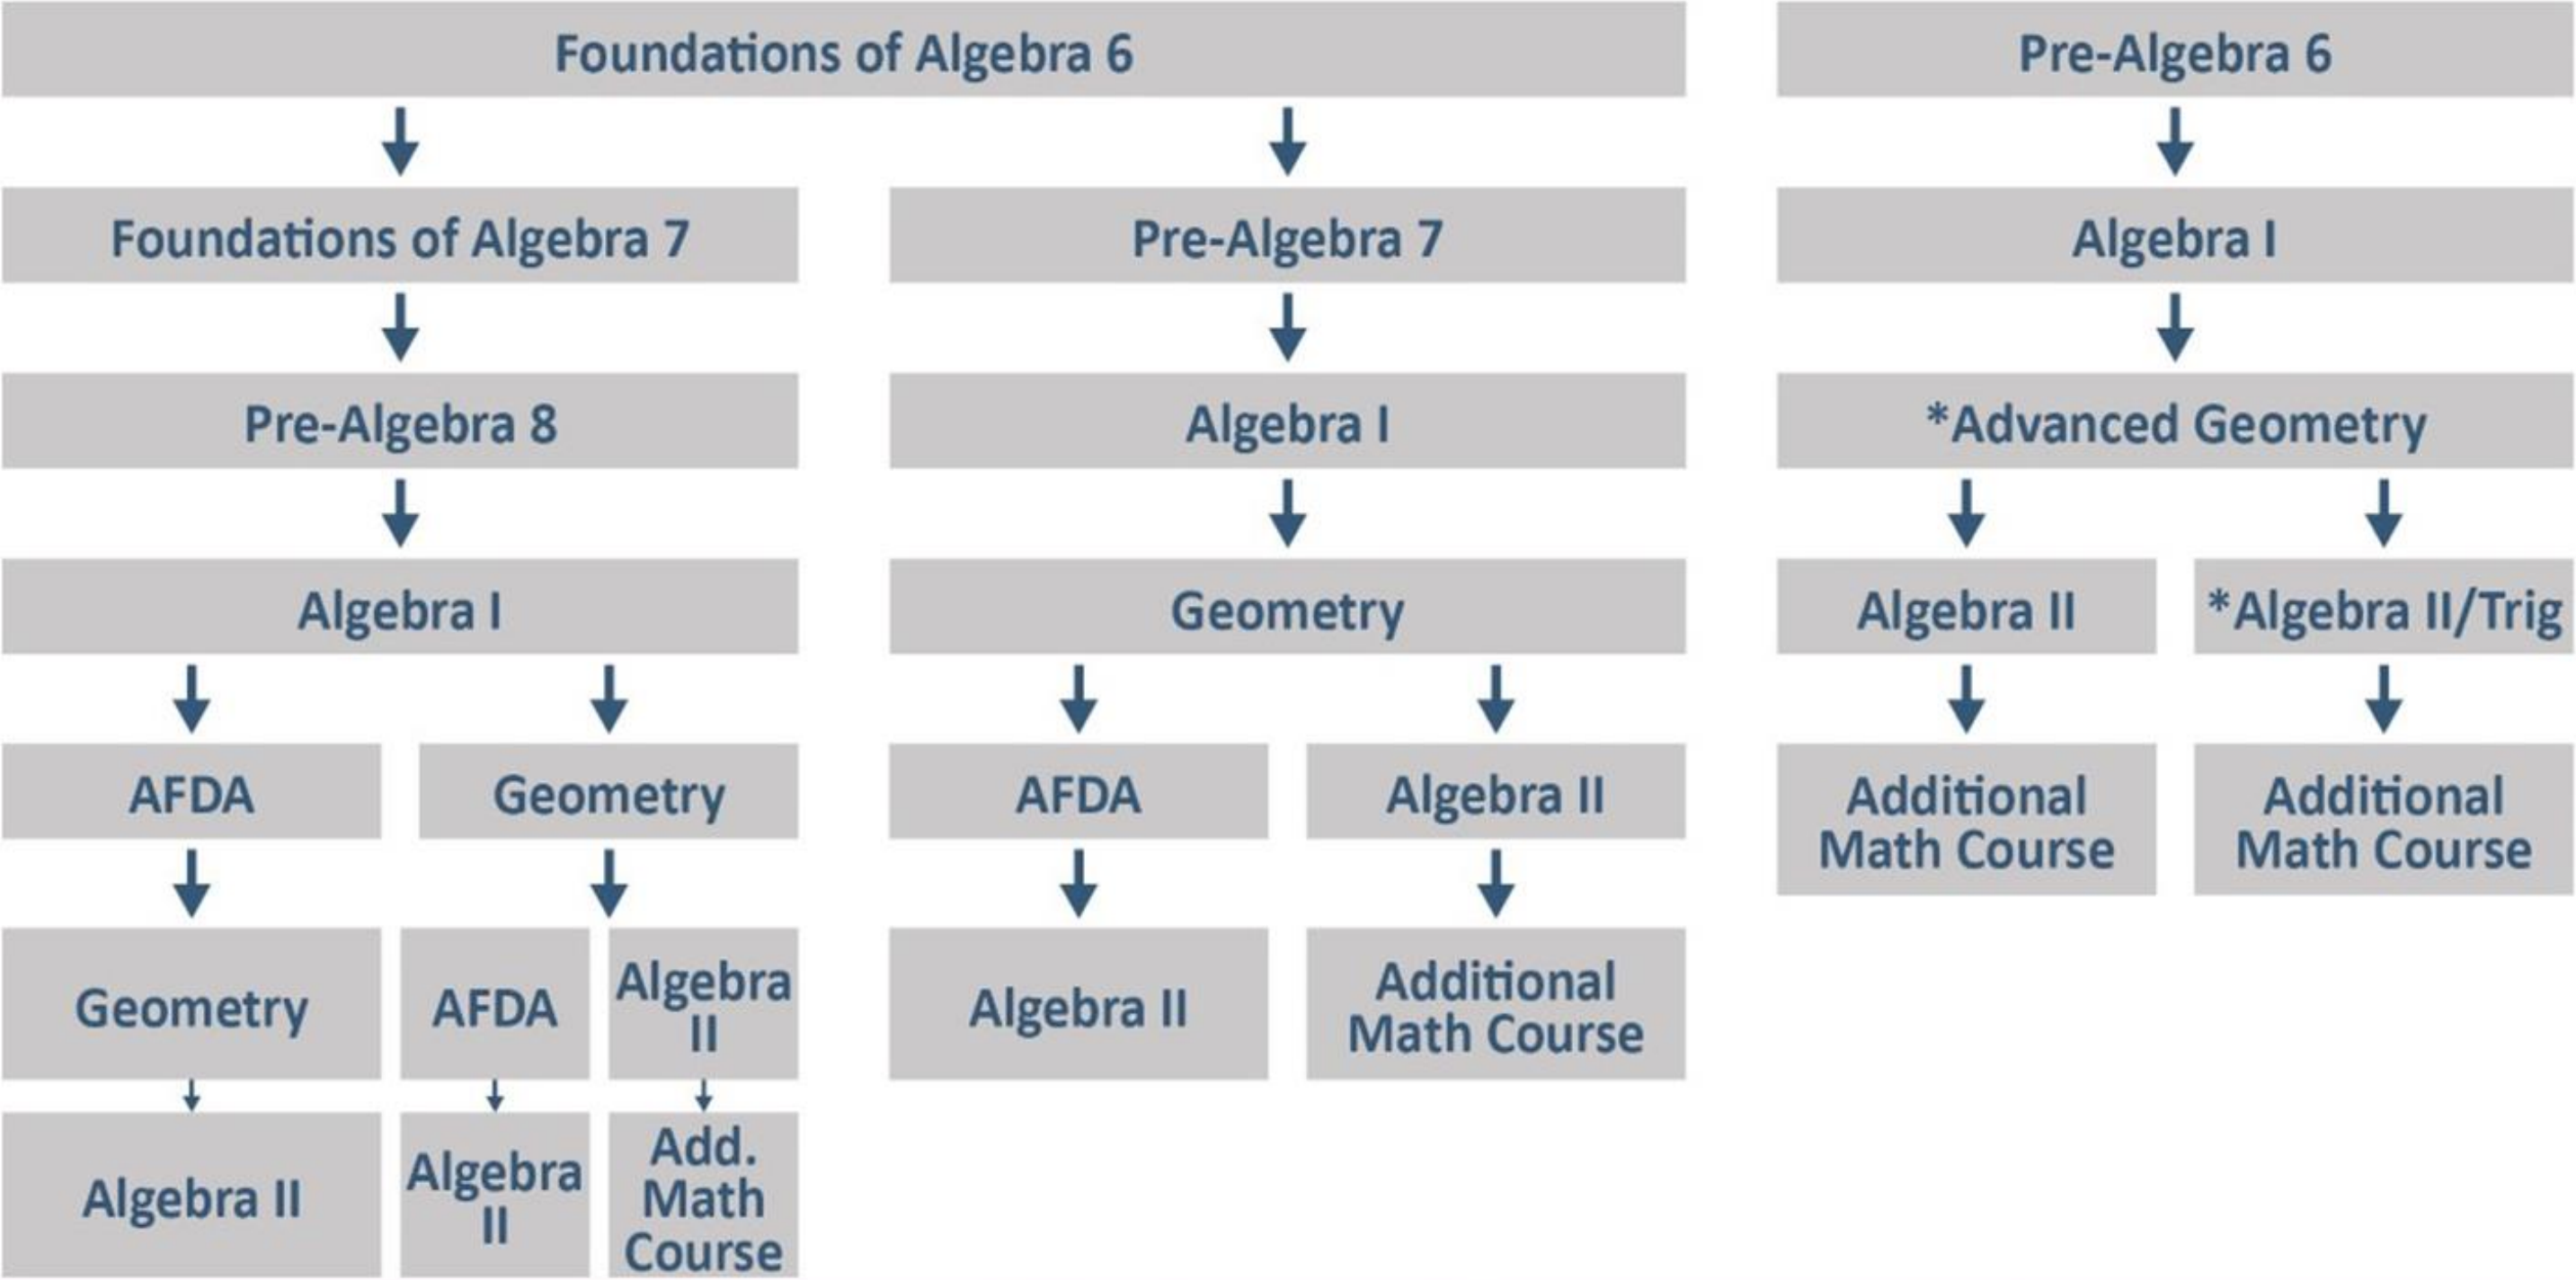 Foundations of Algebra 6
Pre-Algebra 6
Foundations of Algebra 7
Pre-Algebra 7
Algebra I
Pre-Algebra 8
Algebra I
*Advanced Geometry
Algebra I
Geometry
Algebra II
*Algebra II/Trig
AFDA
Geometry
AFDA
Algebra II
Additional
Math Course
Additional
Math Course
Geometry
AFDA
Algebra
II
Algebra II
Additional
Math Course
Algebra II
Algebra
II
Add.
Math
Course